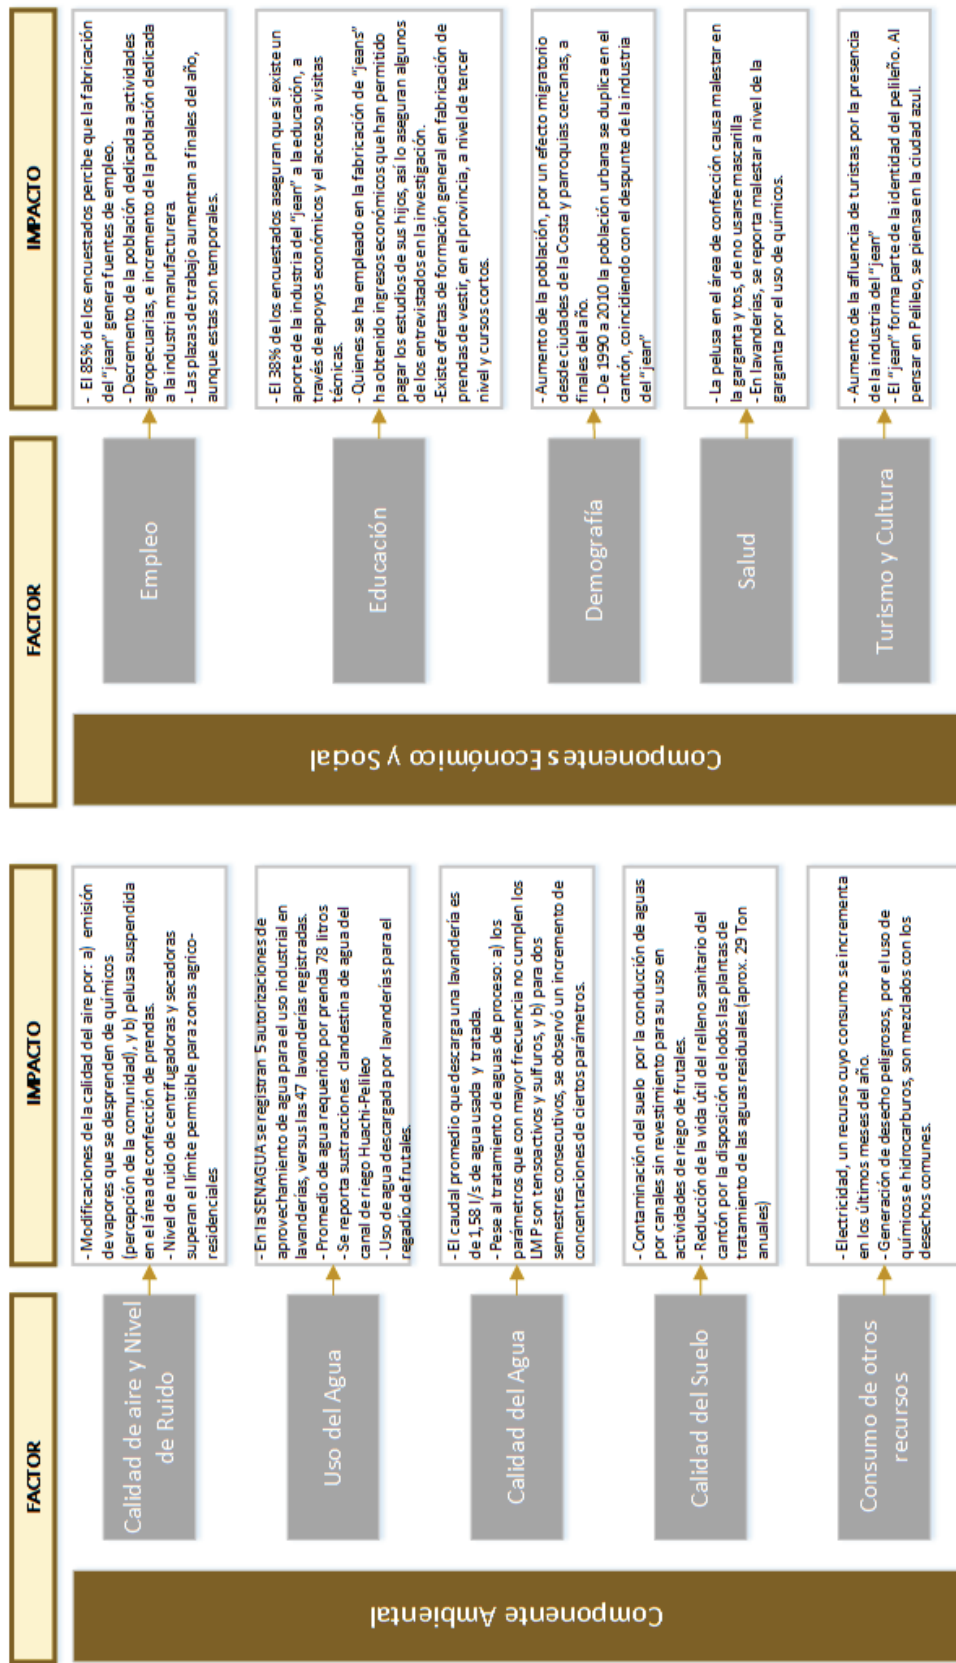 FACTOR
IMPACTO
Componente Ambiental
Calidad de aire y Nivel
de Ruido
- Modificaciones de la calidad del aire por: a) emisión
de vapores que se desprenden de químicos
(percepción de la comunidad), y b) pelusa suspendida
en el área de confección de prendas.
- Nivel de ruido de centrifugadoras y secadoras
superan el límite permisible para zonas agrico-
residenciales
Uso del Agua
- En la SENAGUA se registran 5 autorizaciones de
aprovechamiento de agua para el uso industrial en
lavanderías, versus las 47 lavanderías registradas.
- Promedio de agua requerido por prenda 78 litros
- Se reporta sustracciones clandestina de agua del
canal de riego Huachi-Pelileo
- Uso de agua descargada por lavanderías para el
regadío de frutales.
Calidad del Agua
- El caudal promedio que descarga una lavandería es
de 1,58 l/s de agua usada y tratada.
- Pese al tratamiento de aguas de proceso: a) los
parámetros que con mayor frecuencia no cumplen los
LMP son tensoactivos y sulfuros, y b) para dos
semestres consecutivos, se observó un incremento de
concentraciones de ciertos parámetros.
Calidad del Suelo
- Contaminación del suelo por la conducción de aguas
por canales sin revestimiento para su uso en
actividades de riego de frutales.
- Reducción de la vida útil del relleno sanitario del
cantón por la disposición de lodos las plantas de
tratamiento de las aguas residuales (aprox. 29 Ton
anuales)
Consumo de otros
recursos
- Electricidad, un recurso cuyo consumo se incrementa
en los últimos meses del año.
- Generación de desecho peligrosos, por el uso de
químicos e hidrocarburos, son mezclados con los
desechos comunes.
FACTOR
IMPACTO
Componentes Económico y Social
Empleo
- El 85% de los encuestados percibe que la fabricación
del "jean" genera fuentes de empleo.
- Decremento de la población dedicada a actividades
agropecuarias, e incremento de la población dedicada
a la industria manufacturera.
- Las plazas de trabajo aumentan a finales del año,
aunque estas son temporales.
Educación
- El 38% de los encuestados aseguran que si existe un
aporte de la industria del "jean" a la educación, a
través de apoyos económicos y el acceso a visitas
técnicas.
- Quienes se ha empleado en la fabricación de "jeans"
ha obtenido ingresos económicos que han permitido
pagar los estudios de sus hijos, así lo aseguran algunos
de los entrevistados en la investigación.
-Existe ofertas de formación general en fabricación de
prendas de vestir, en el provincia, a nivel de tercer
nivel y cursos cortos.
Demografía
- Aumento de la población, por un efecto migratorio
desde ciudades de la Costa y parroquias cercanas, a
finales del año.
- De 1990 a 2010 la población urbana se duplica en el
cantón, coincidiendo con el despunte de la industria
del "jean"
Salud
- La pelusa en el área de confección causa malestar en
la garganta y tos, de no usarse mascarilla
- En lavanderías, se reporta malestar a nivel de la
garganta por el uso de químicos.
Turismo y Cultura
- Aumento de la afluencia de turistas por la presencia
de la industria del "jean"
- El "jean" forma parte de la identidad del pelileño. Al
pensar en Pelileo, se piensa en la ciudad azul.